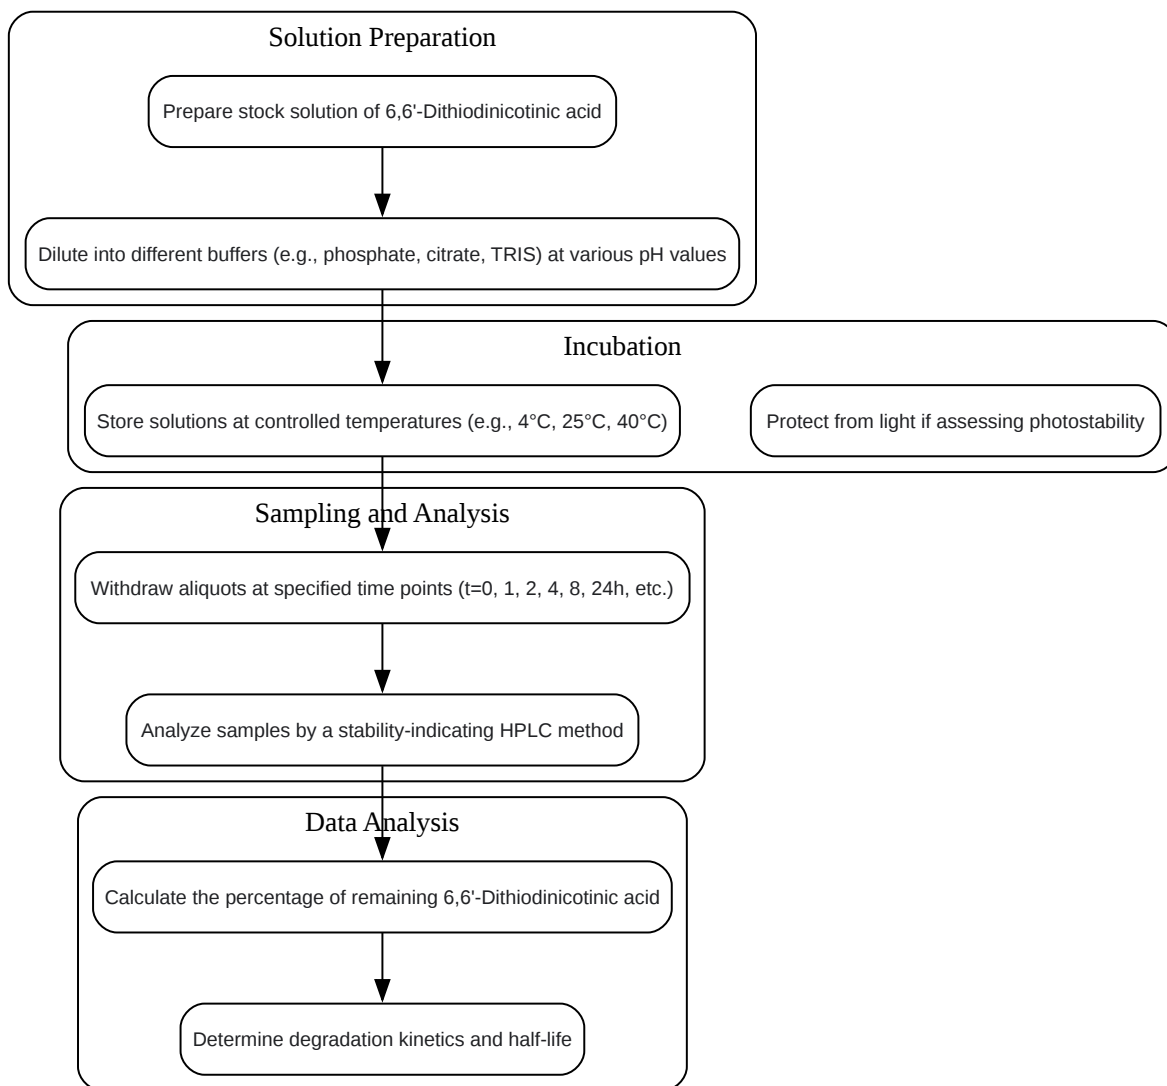 Solution Preparation
Prepare stock solution of 6,6'-Dithiodinicotinic acid
Dilute into different buffers (e.g., phosphate, citrate, TRIS) at various pH values
Incubation
Store solutions at controlled temperatures (e.g., 4°C, 25°C, 40°C)
Protect from light if assessing photostability
Sampling and Analysis
Withdraw aliquots at specified time points (t=0, 1, 2, 4, 8, 24h, etc.)
Analyze samples by a stability-indicating HPLC method
Data Analysis
Calculate the percentage of remaining 6,6'-Dithiodinicotinic acid
Determine degradation kinetics and half-life